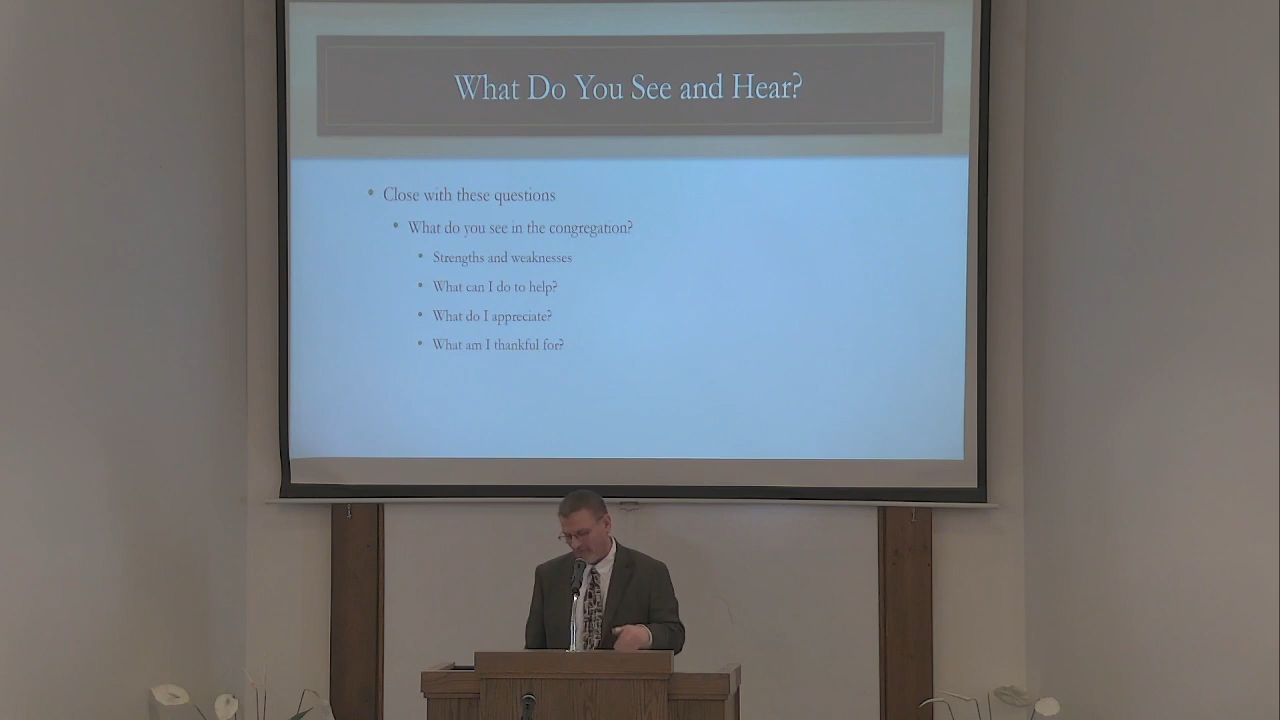 What Do You See and Hear?
• Close with these questions
• What do you see in the congregation?
• Strengths and weaknesses
• What can I do to help?
• What do I appreciate?
• What am I thankful for?